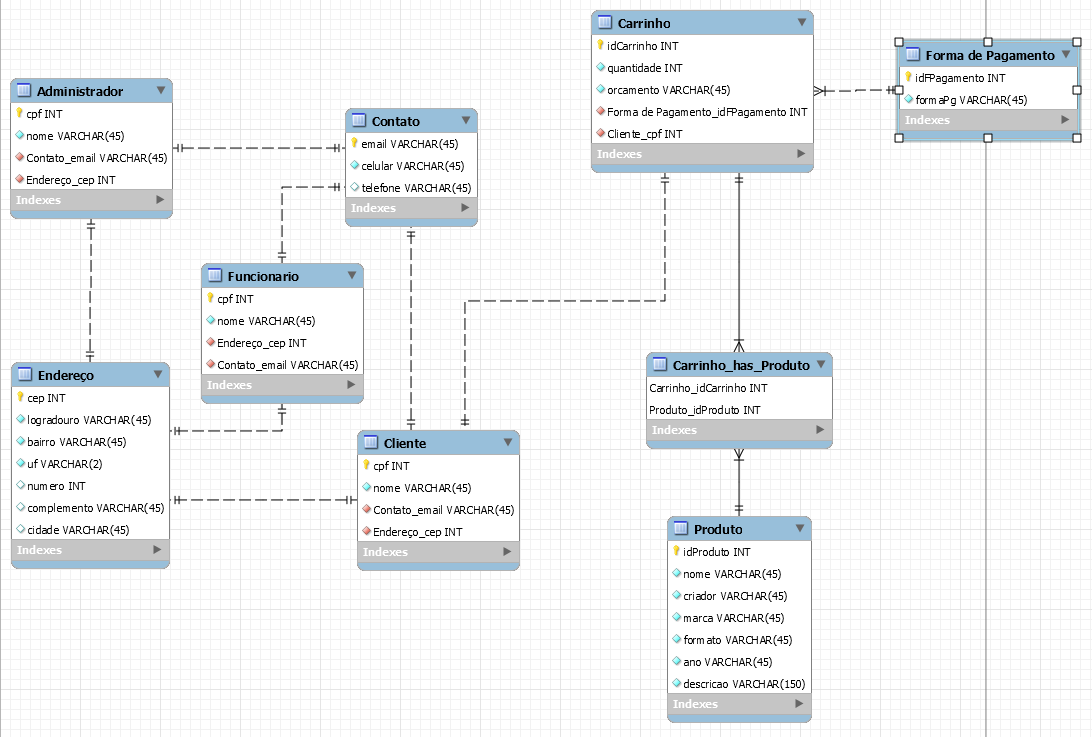 Administrador
cpf INT
nome VARCHAR(45)
Contato_email VARCHAR(45)
Endereço_cep INT
Indexes
Contato
email VARCHAR(45)
celular VARCHAR(45)
telefone VARCHAR(45)
Indexes
Carrinho
idCarrinho INT
quantidade INT
orcamento VARCHAR(45)
Forma de Pagamento_idFPagamento INT
Cliente_cpf INT
Indexes
Forma de Pagamento
idFPagamento INT
formaPg VARCHAR(45)
Indexes
Funcionario
cpf INT
nome VARCHAR(45)
Endereço_cep INT
Contato_email VARCHAR(45)
Indexes
Endereço
cep INT
logradouro VARCHAR(45)
bairro VARCHAR(45)
uf VARCHAR(2)
numero INT
complemento VARCHAR(45)
cidade VARCHAR(45)
Indexes
Cliente
cpf INT
nome VARCHAR(45)
Contato_email VARCHAR(45)
Endereço_cep INT
Indexes
Carrinho_has_Produto
Carrinho_idCarrinho INT
Produto_idProduto INT
Indexes
Produto
idProduto INT
nome VARCHAR(45)
criador VARCHAR(45)
marca VARCHAR(45)
formato VARCHAR(45)
ano VARCHAR(45)
descricao VARCHAR(150)
Indexes